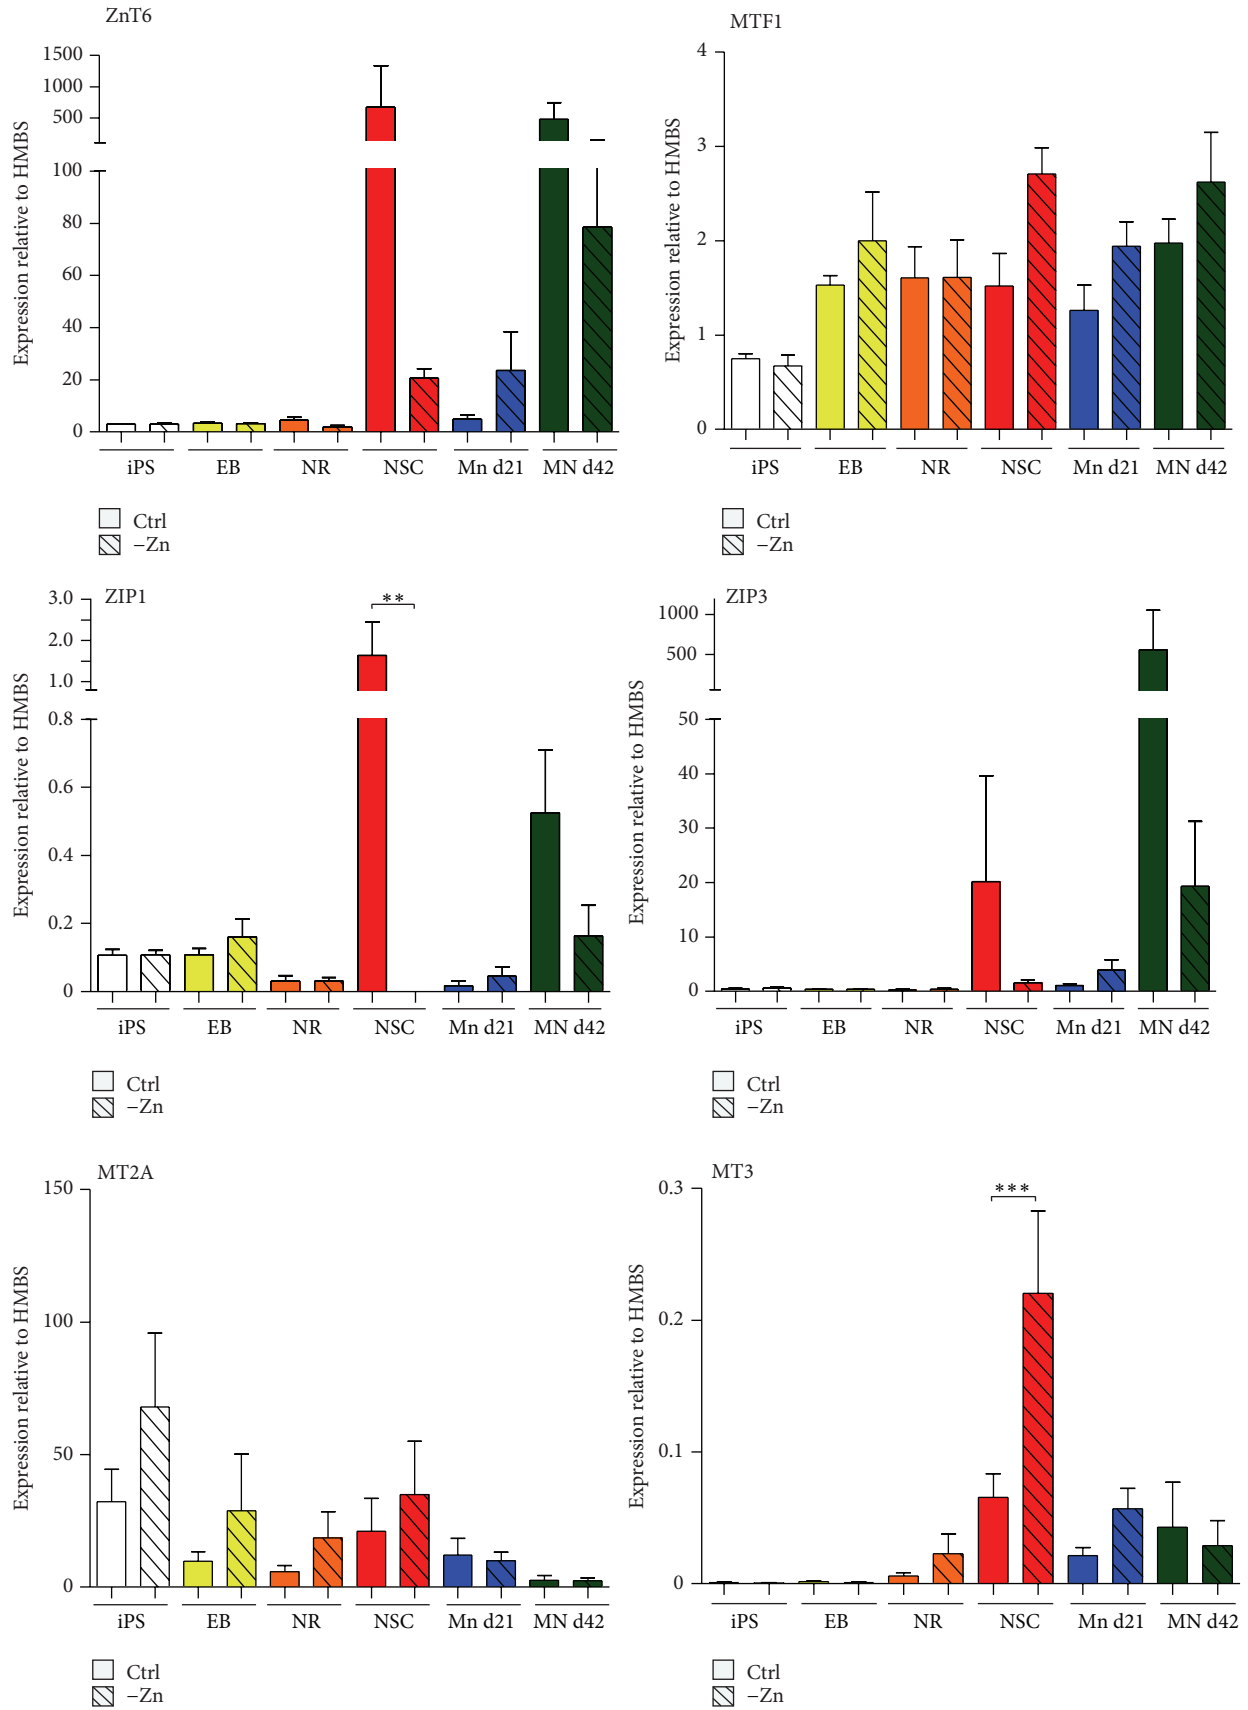 ZnT6
Expression relative to HMBS
1500
1000
500
100
80
60
40
20
0
iPS EB NR NSC Mn d21 MN d42
Ctrl
−Zn
MTF1
Expression relative to HMBS
4
3
2
1
0
iPS EB NR NSC Mn d21 MN d42
Ctrl
−Zn
ZIP1
Expression relative to HMBS
3.0
2.0
1.0
0.8
0.6
0.4
0.2
0
**
iPS EB NR NSC Mn d21 MN d42
Ctrl
−Zn
ZIP3
Expression relative to HMBS
1000
500
50
40
30
20
10
0
iPS EB NR NSC Mn d21 MN d42
Ctrl
−Zn
MT2A
Expression relative to HMBS
150
100
50
0
iPS EB NR NSC Mn d21 MN d42
Ctrl
−Zn
MT3
Expression relative to HMBS
0.3
0.2
0.1
0
***
iPS EB NR NSC Mn d21 MN d42
Ctrl
−Zn